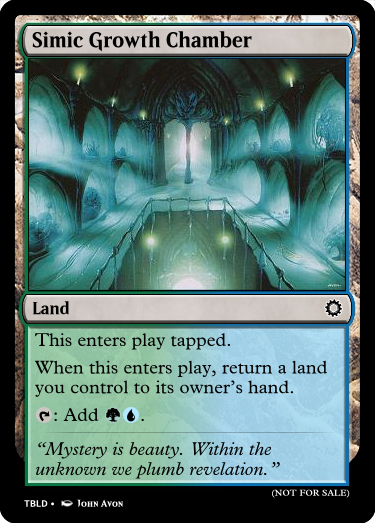 Simic Growth Chamber
Land
This enters play tapped.
When this enters play, return a land
you control to its owner's hand.
: Add .
"Mystery is beauty. Within the
unknown we plumb revelation."
(NOT FOR SALE)
TBLD • John Avon